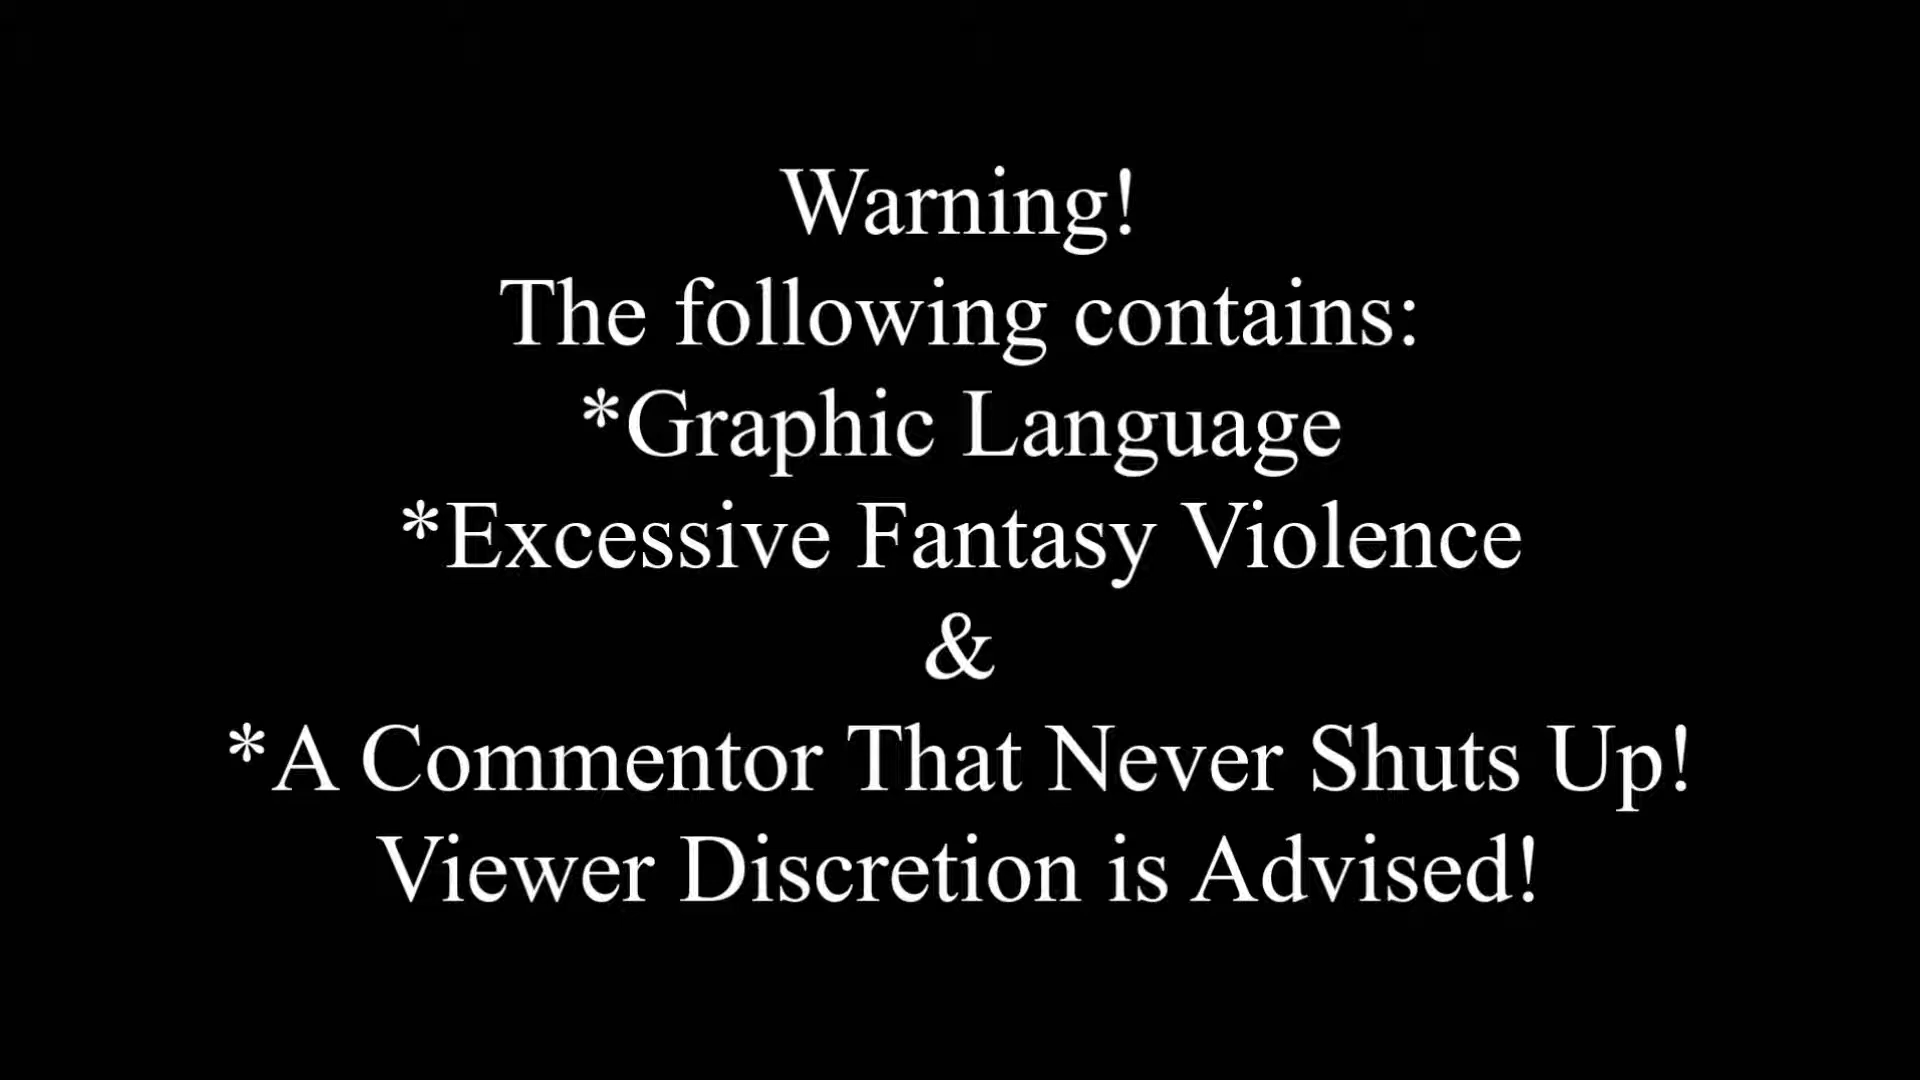 Warning!
The following contains:
*Graphic Language
*Excessive Fantasy Violence
&
*A Commentor That Never Shuts Up!
Viewer Discretion is Advised!